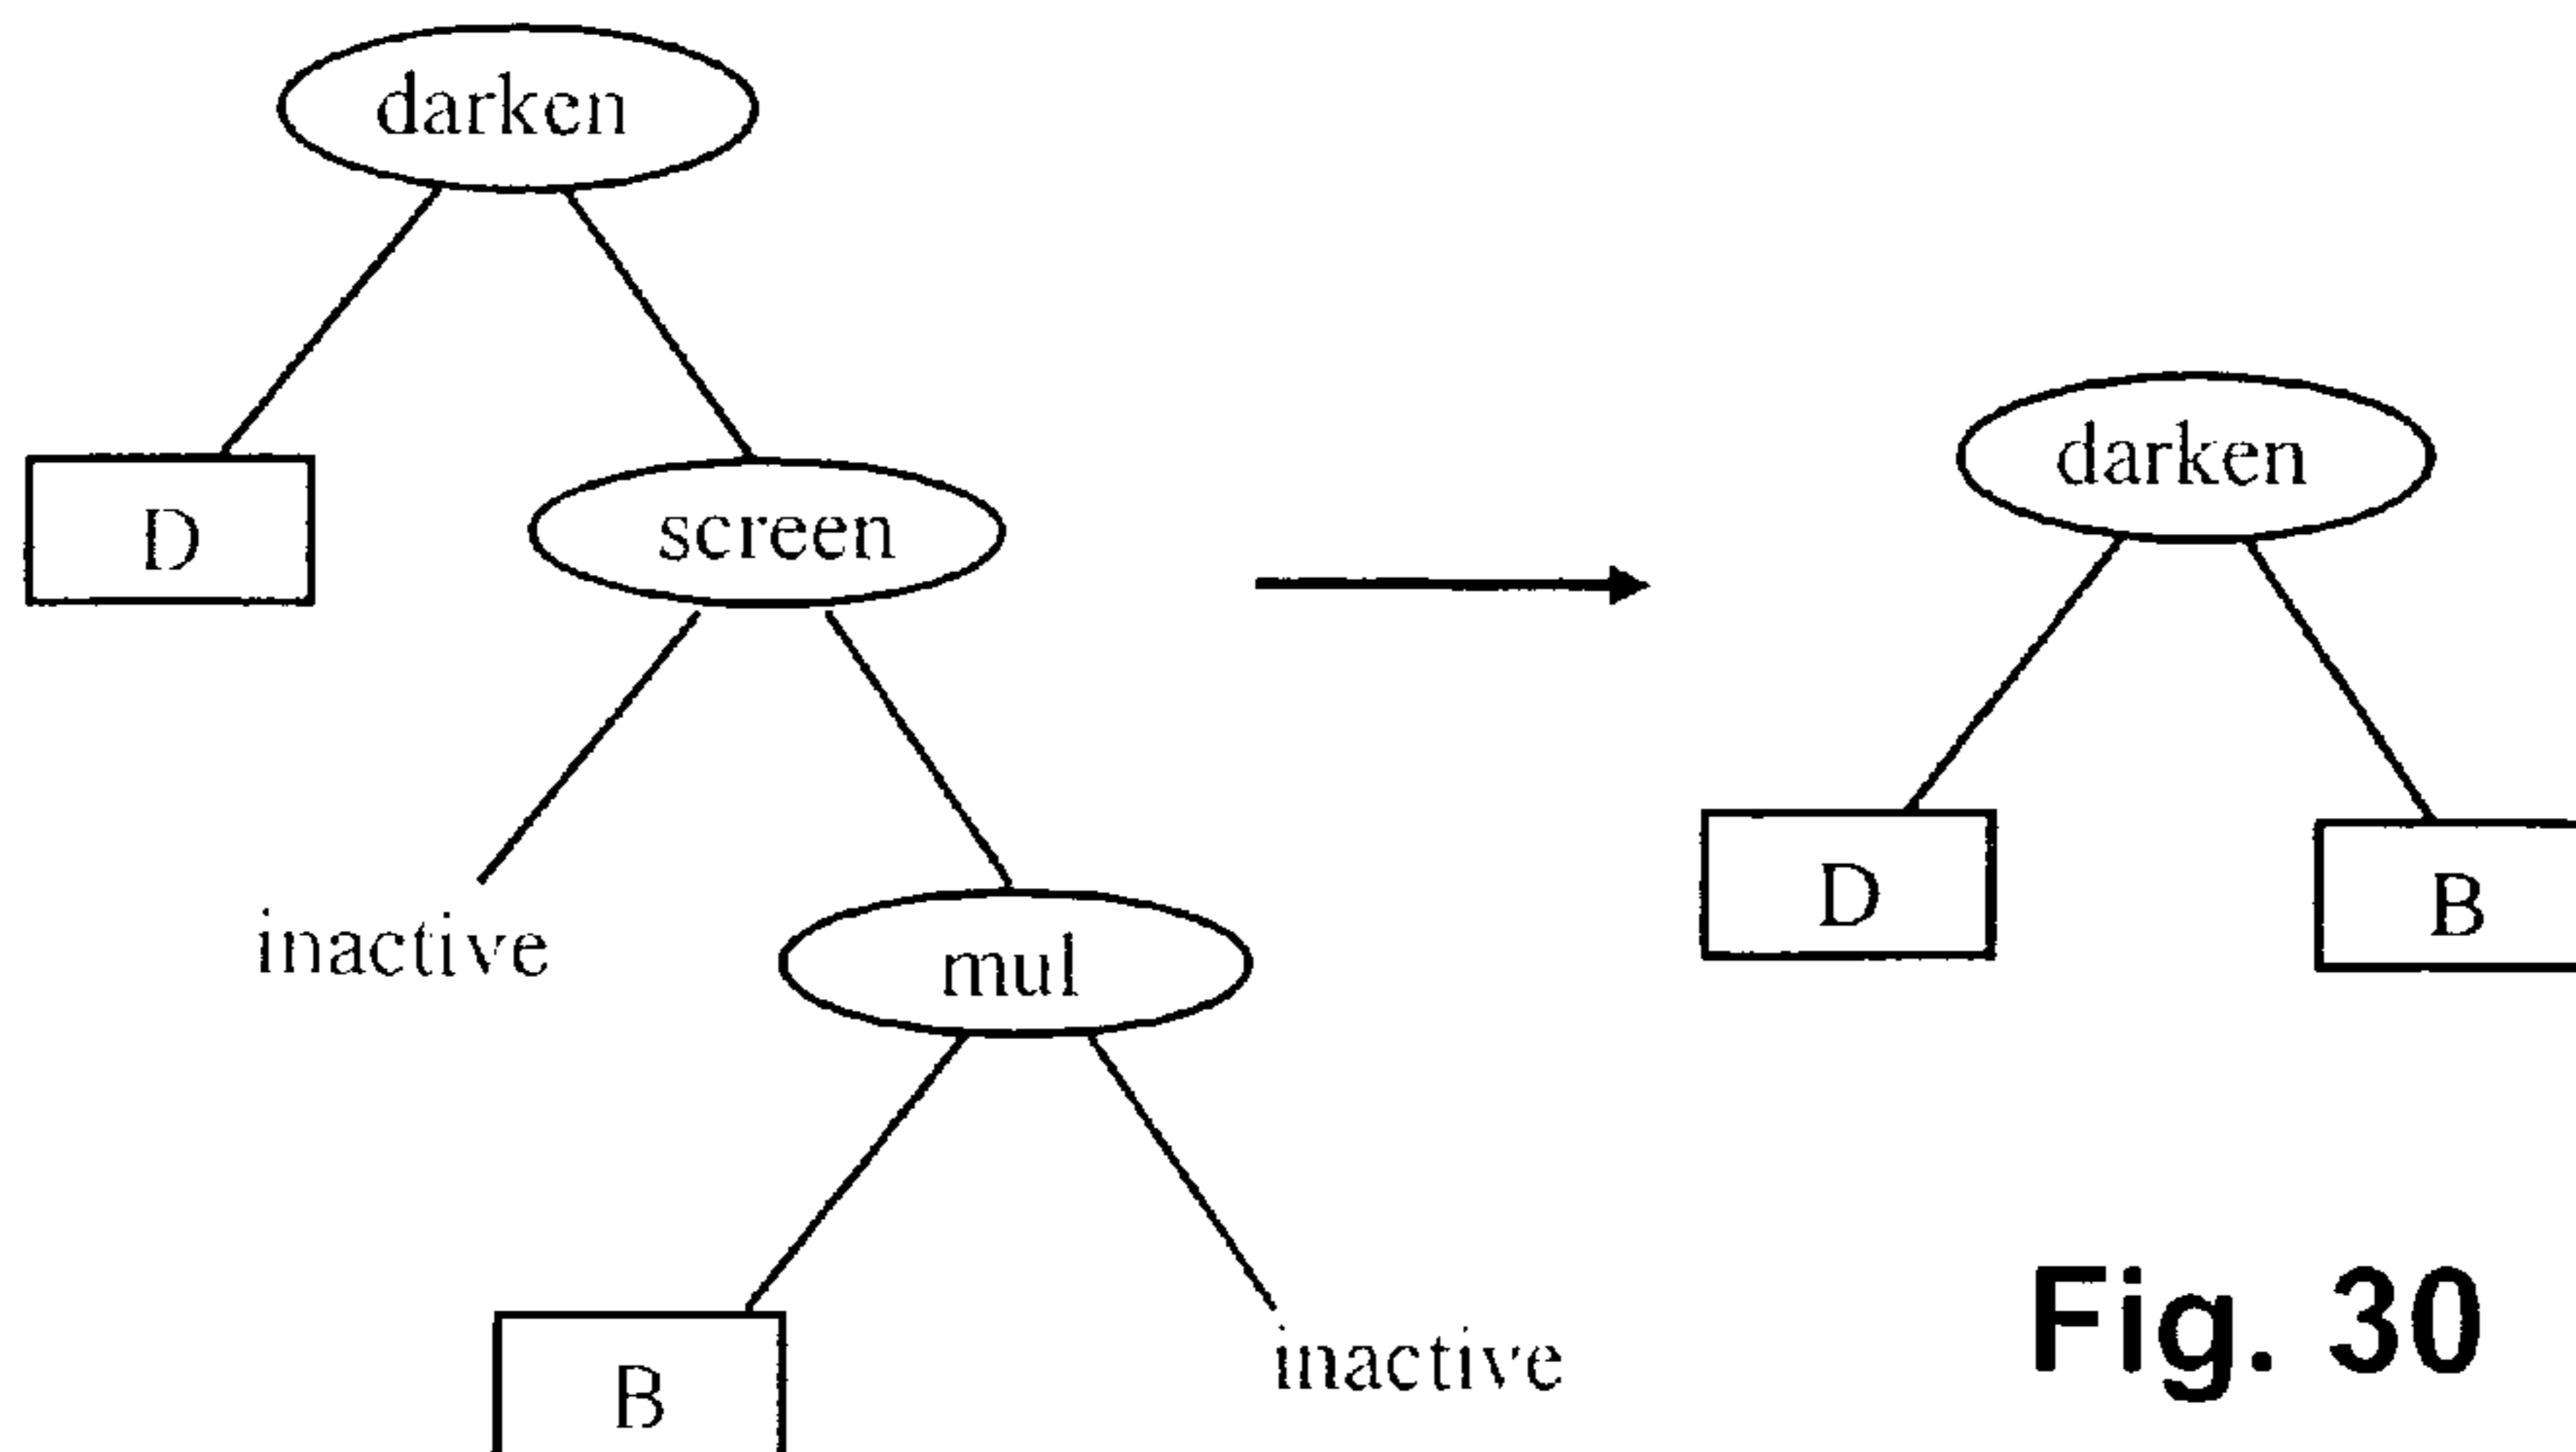 darken
darken
D
screen
D
B
inactive
mul
B
inactive
Fig. 30